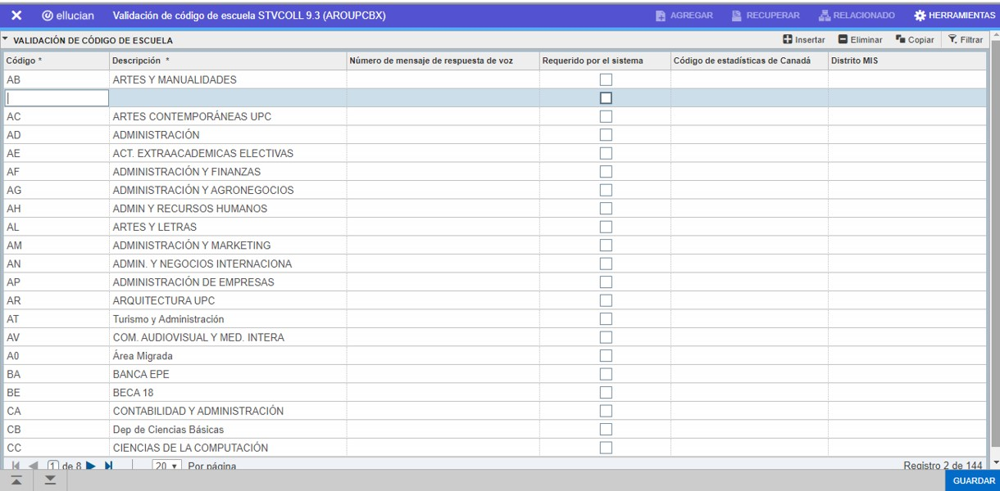 ellucian Validación de código de escuela STVCOLL 9.3 (AROUPCBX) AGREGAR RECUPERAR RELACIONADO HERRAMIENTAS
VALIDACIÓN DE CÓDIGO DE ESCUELA Insertar Eliminar Copiar Filtrar
Código * Descripción * Número de mensaje de respuesta de voz Requerido por el sistema Código de estadísticas de Canadá Distrito MIS
AB ARTES Y MANUALIDADES
AC ARTES CONTEMPORÁNEAS UPC
AD ADMINISTRACIÓN
AE ACT. EXTRAACADEMICAS ELECTIVAS
AF ADMINISTRACIÓN Y FINANZAS
AG ADMINISTRACIÓN Y AGRONEGOCIOS
AH ADMIN Y RECURSOS HUMANOS
AL ARTES Y LETRAS
AM ADMINISTRACIÓN Y MARKETING
AN ADMIN. Y NEGOCIOS INTERNACIONA
AP ADMINISTRACIÓN DE EMPRESAS
AR ARQUITECTURA UPC
AT Turismo y Administración
AV COM. AUDIOVISUAL Y MED. INTERA
A0 Área Migrada
BA BANCA EPE
BE BECA 18
CA CONTABILIDAD Y ADMINISTRACIÓN
CB Dep de Ciencias Básicas
CC CIENCIAS DE LA COMPUTACIÓN
1 de 8 20 Por página Registro 2 de 144
GUARDAR